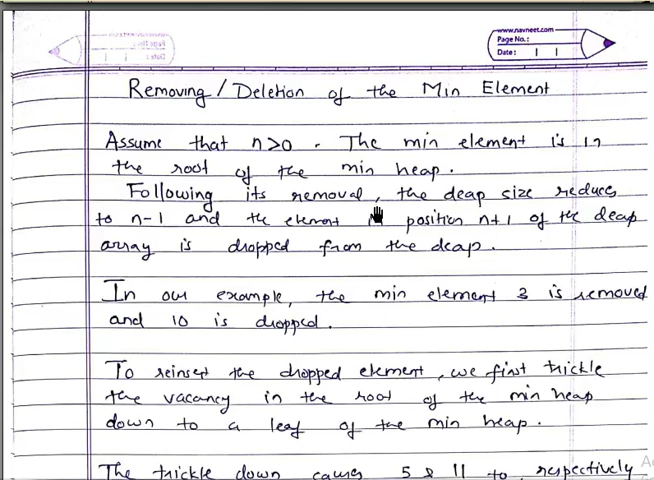 www.navneet.com
Page No.:
Date:
Removing / Deletion of the Min Element
Assume that n>0. The min element is in
the root of the min heap.
Following its removal, the deap size reduces
to n-1 and the element position n+1 of the deap
array is dropped from the deap.
In our example, the min element 3 is removed
and 10 is dropped.
To reinsert the dropped element, we first trickle
the vacancy in the root of the min heap
down to a leaf of the min heap.
The trickle down causes 5 & 11 to, respectively